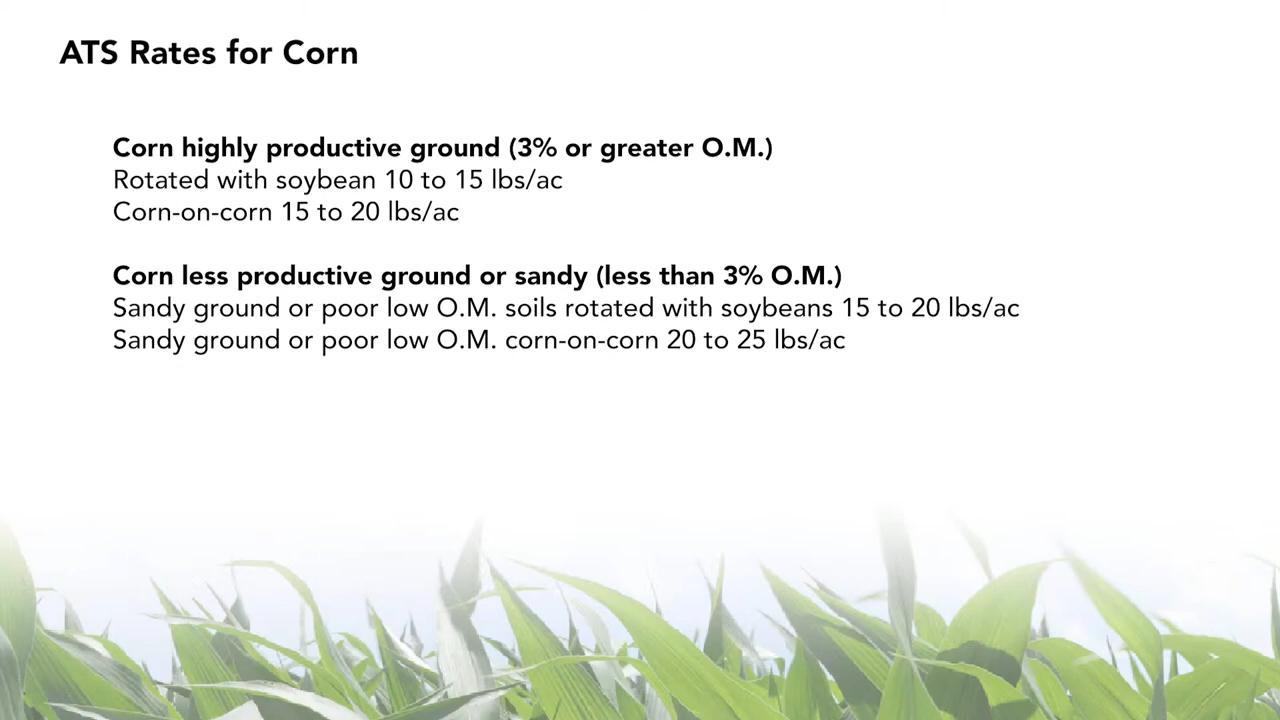 ATS Rates for Corn
Corn highly productive ground (3% or greater O.M.)
Rotated with soybean 10 to 15 lbs/ac
Corn-on-corn 15 to 20 lbs/ac
Corn less productive ground or sandy (less than 3% O.M.)
Sandy ground or poor low O.M. soils rotated with soybeans 15 to 20 lbs/ac
Sandy ground or poor low O.M. corn-on-corn 20 to 25 lbs/ac